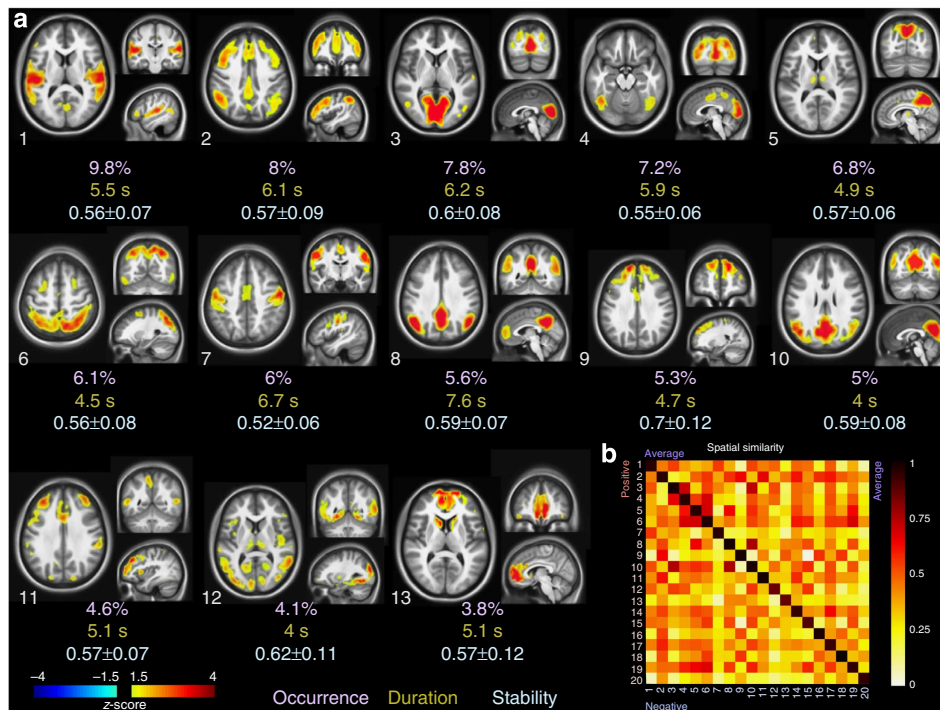 a
1 2 3 4 5
9.8% 8% 7.8% 7.2% 6.8%
5.5 s 6.1 s 6.2 s 5.9 s 4.9 s
0.56±0.07 0.57±0.09 0.6±0.08 0.55±0.06 0.57±0.06
6 7 8 9 10
6.1% 6% 5.6% 5.3% 5%
4.5 s 6.7 s 7.6 s 4.7 s 4 s
0.56±0.08 0.52±0.06 0.59±0.07 0.7±0.12 0.59±0.08
11 12 13
4.6% 4.1% 3.8%
5.1 s 4 s 5.1 s
0.57±0.07 0.62±0.11 0.57±0.12
−4 −1.5 1.5 4
z-score
Occurrence Duration Stability
b
Spatial similarity
Average
Positive
Average
1
2
3
4
5
6
7
8
9
10
11
12
13
14
15
16
17
18
19
20
1 2 3 4 5 6 7 8 9 10 11 12 13 14 15 16 17 18 19 20
Negative
1
0.75
0.5
0.25
0